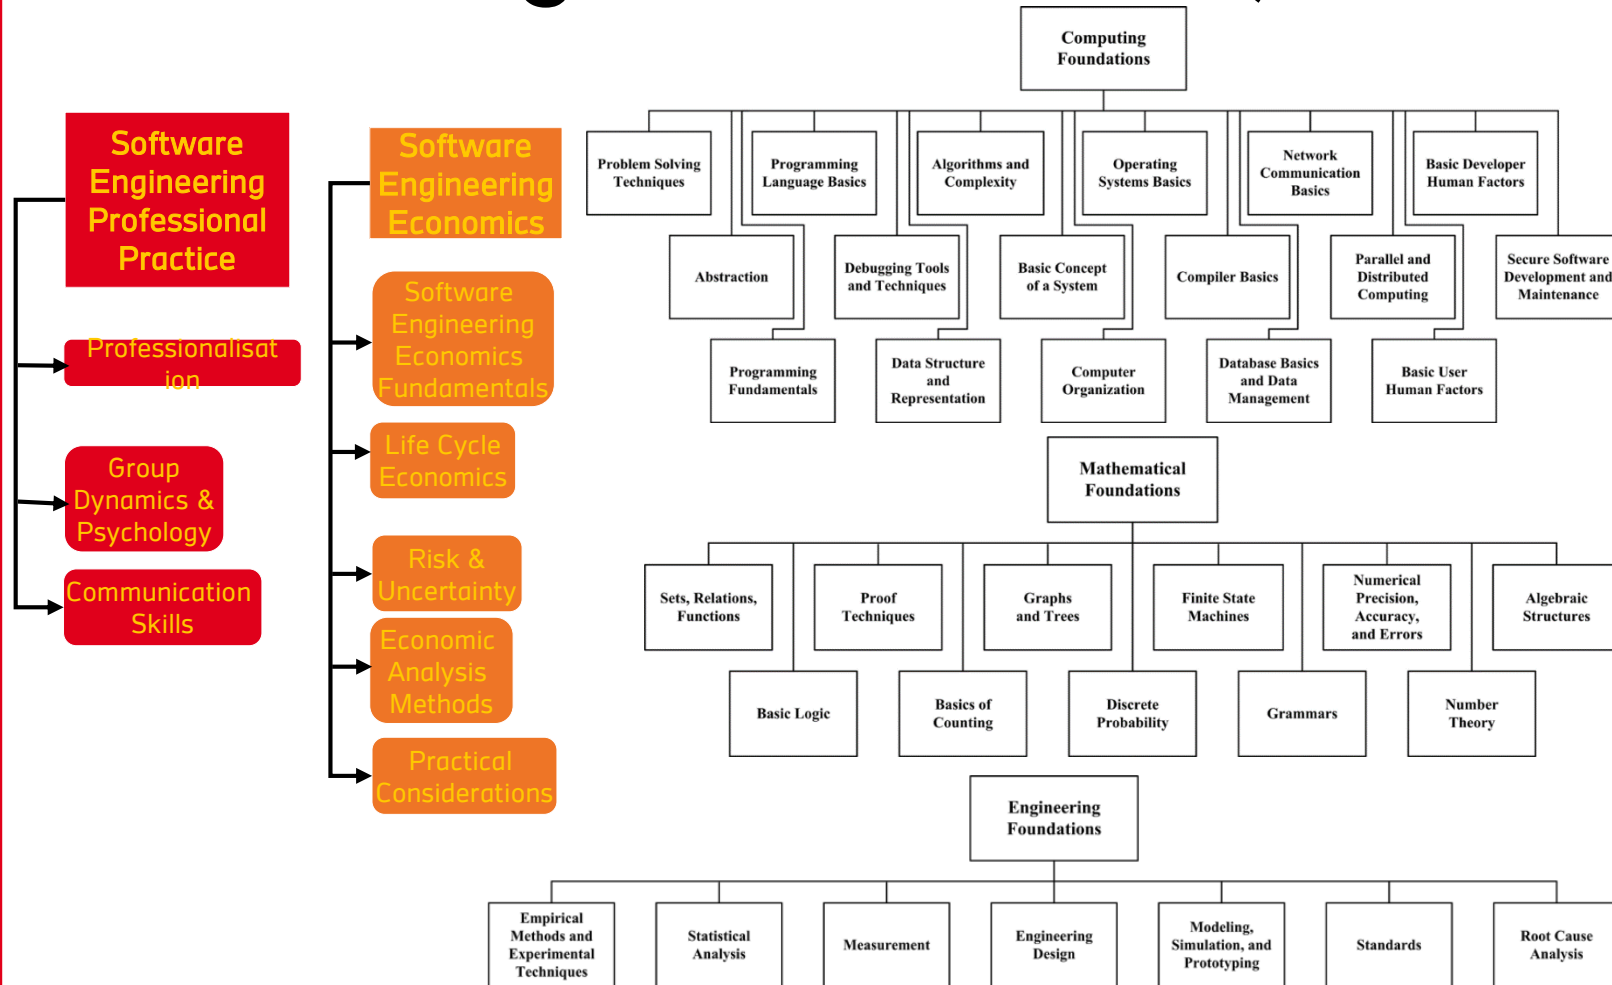 Software
Engineering
Professional
Practice
Professionalisat
ion
Group
Dynamics &
Psychology
Communication
Skills
Software
Engineering
Economics
Software
Engineering
Economics
Fundamentals
Life Cycle
Economics
Risk &
Uncertainty
Economic
Analysis
Methods
Practical
Considerations
Computing
Foundations
Problem Solving
Techniques
Programming
Language Basics
Algorithms and
Complexity
Operating
Systems Basics
Network
Communication
Basics
Basic Developer
Human Factors
Abstraction
Debugging Tools
and Techniques
Basic Concept
of a System
Compiler Basics
Parallel and
Distributed
Computing
Secure Software
Development and
Maintenance
Programming
Fundamentals
Data Structure
and
Representation
Computer
Organization
Database Basics
and Data
Management
Basic User
Human Factors
Mathematical
Foundations
Sets, Relations,
Functions
Proof
Techniques
Graphs
and Trees
Finite State
Machines
Numerical
Precision,
Accuracy,
and Errors
Algebraic
Structures
Basic Logic
Basics of
Counting
Discrete
Probability
Grammars
Number
Theory
Engineering
Foundations
Empirical
Methods and
Experimental
Techniques
Statistical
Analysis
Measurement
Engineering
Design
Modeling,
Simulation, and
Prototyping
Standards
Root Cause
Analysis